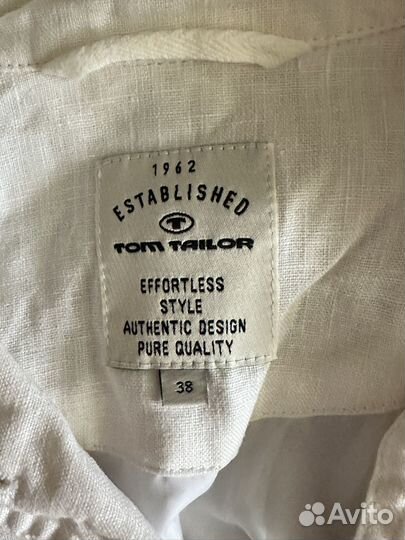 1962
ESTABLISHED
TOM TAILOR
EFFORTLESS
STYLE
AUTHENTIC DESIGN
PURE QUALITY
38
Avito